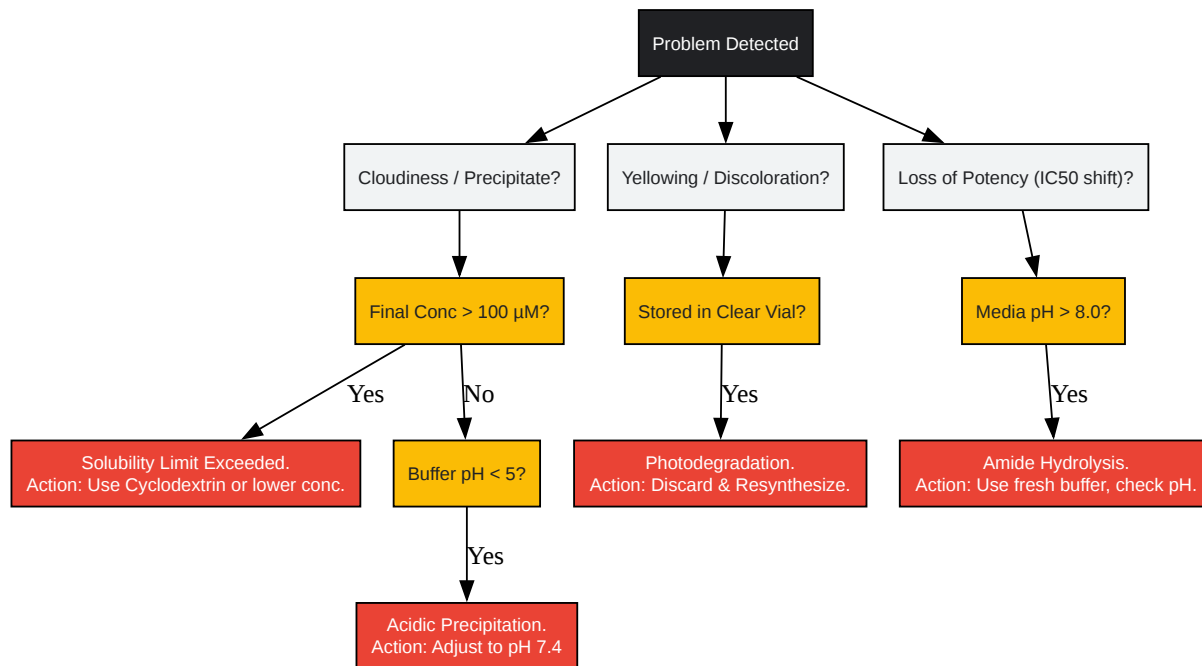 Problem Detected
Cloudiness / Precipitate?
Yellowing / Discoloration?
Loss of Potency (IC50 shift)?
Final Conc > 100 µM?
Stored in Clear Vial?
Media pH > 8.0?
Yes
No
Yes
Yes
Solubility Limit Exceeded.
Action: Use Cyclodextrin or lower conc.
Buffer pH < 5?
Photodegradation.
Action: Discard & Resynthesize.
Amide Hydrolysis.
Action: Use fresh buffer, check pH.
Yes
Acidic Precipitation.
Action: Adjust to pH 7.4